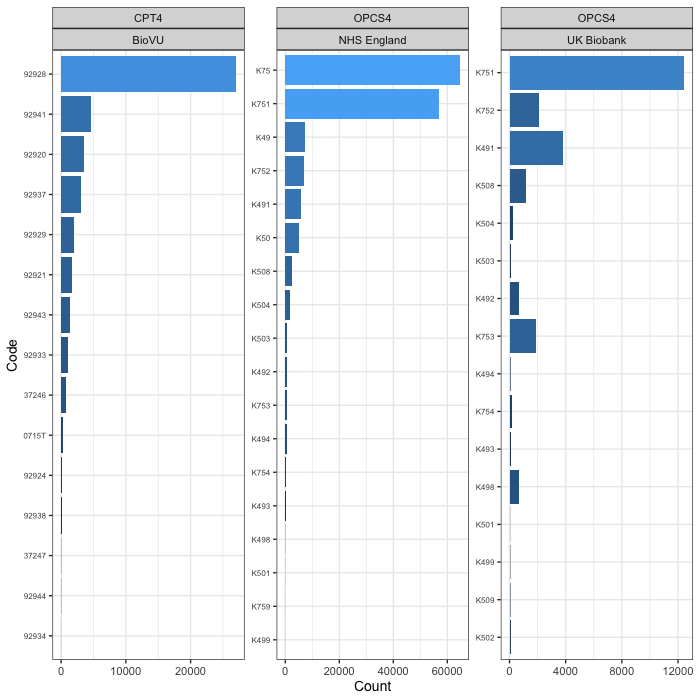 CPT4
OPCS4
OPCS4
BioVU
NHS England
UK Biobank
Code
92928
92941
92920
92937
92929
92921
92943
92933
37246
0715T
92924
92938
37247
92944
92934
0
10000
20000
K75
K751
K49
K752
K491
K50
K508
K504
K503
K492
K753
K494
K754
K493
K498
K501
K759
K499
0
20000
40000
60000
K751
K752
K491
K508
K504
K503
K492
K753
K494
K754
K493
K498
K501
K499
K509
K502
0
4000
8000
12000
Count